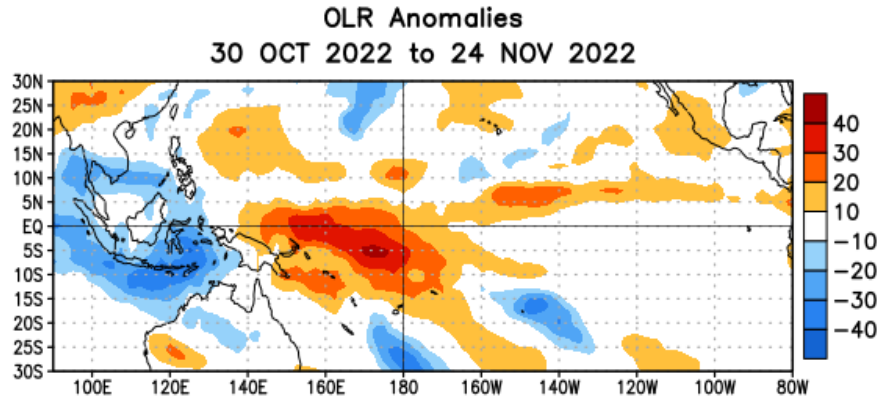 OLR Anomalies
30 OCT 2022 to 24 NOV 2022
30N
25N
20N
15N
10N
5N
EQ
5S
10S
15S
20S
25S
30S
100E 120E 140E 160E 180 160W 140W 120W 100W 80W
40
30
20
10
-10
-20
-30
-40